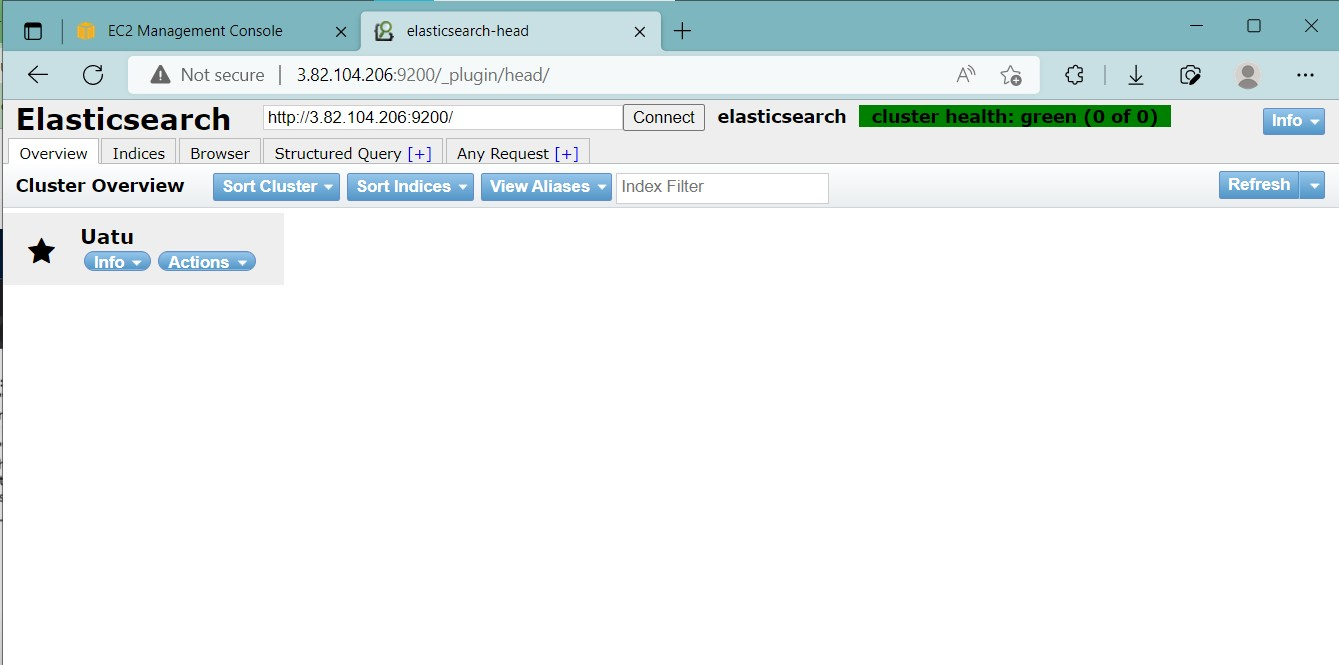 EC2 Management Console
elasticsearch-head
Not secure | 3.82.104.206:9200/_plugin/head/
Elasticsearch http://3.82.104.206:9200/ Connect elasticsearch cluster health: green (0 of 0) Info
Overview Indices Browser Structured Query [+] Any Request [+]
Cluster Overview Sort Cluster Sort Indices View Aliases Index Filter Refresh
Uatu
Info Actions